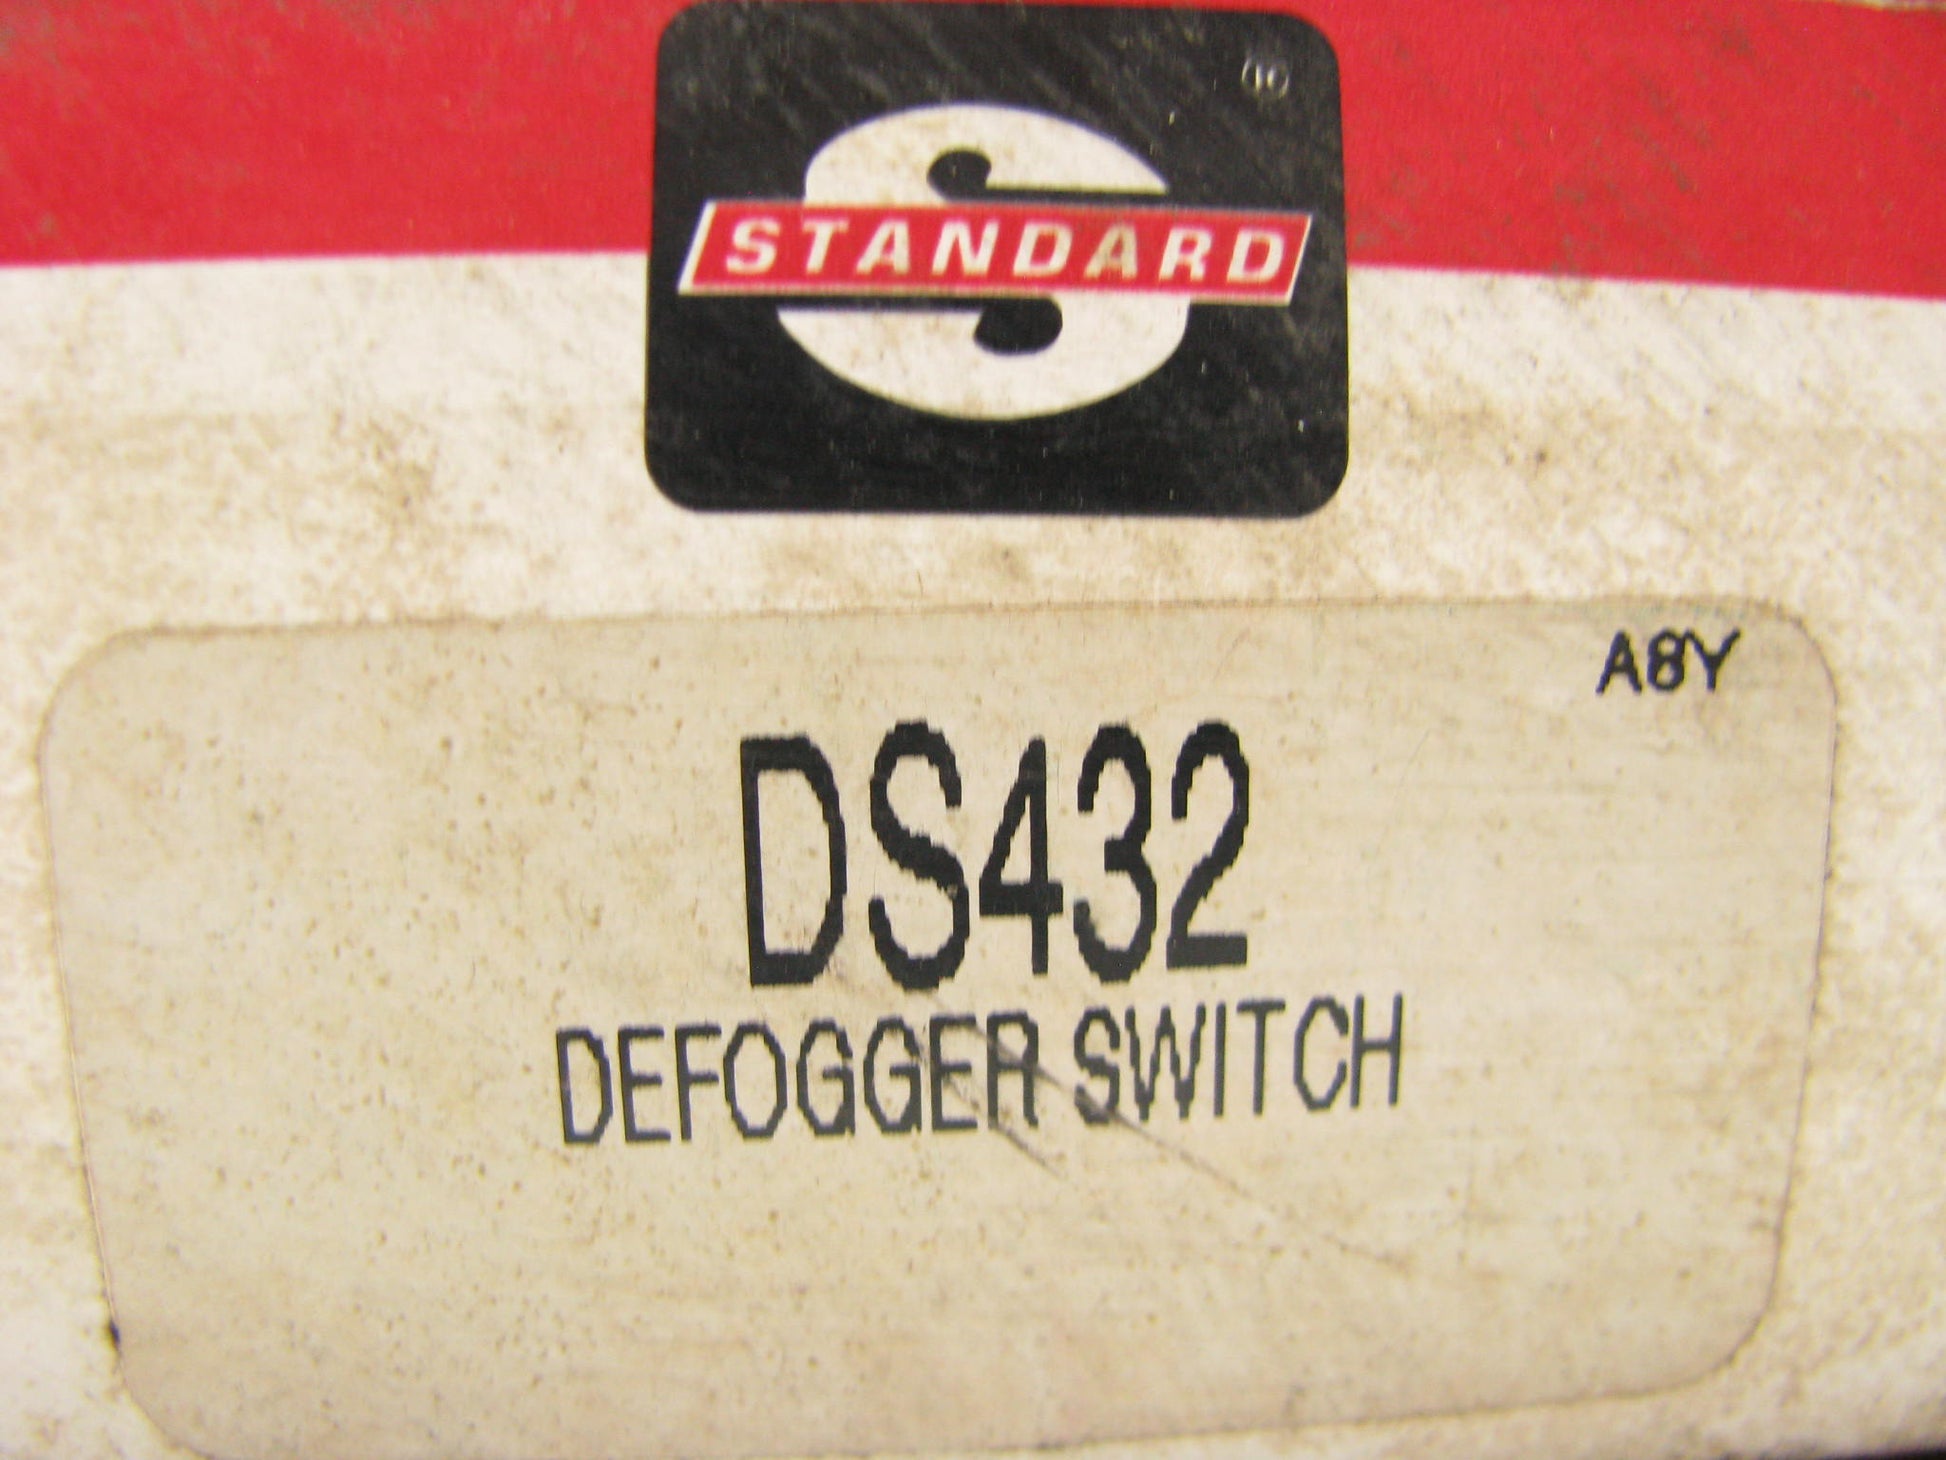 S
STANDARD
A8Y
DS432
DEFOGGER SWITCH